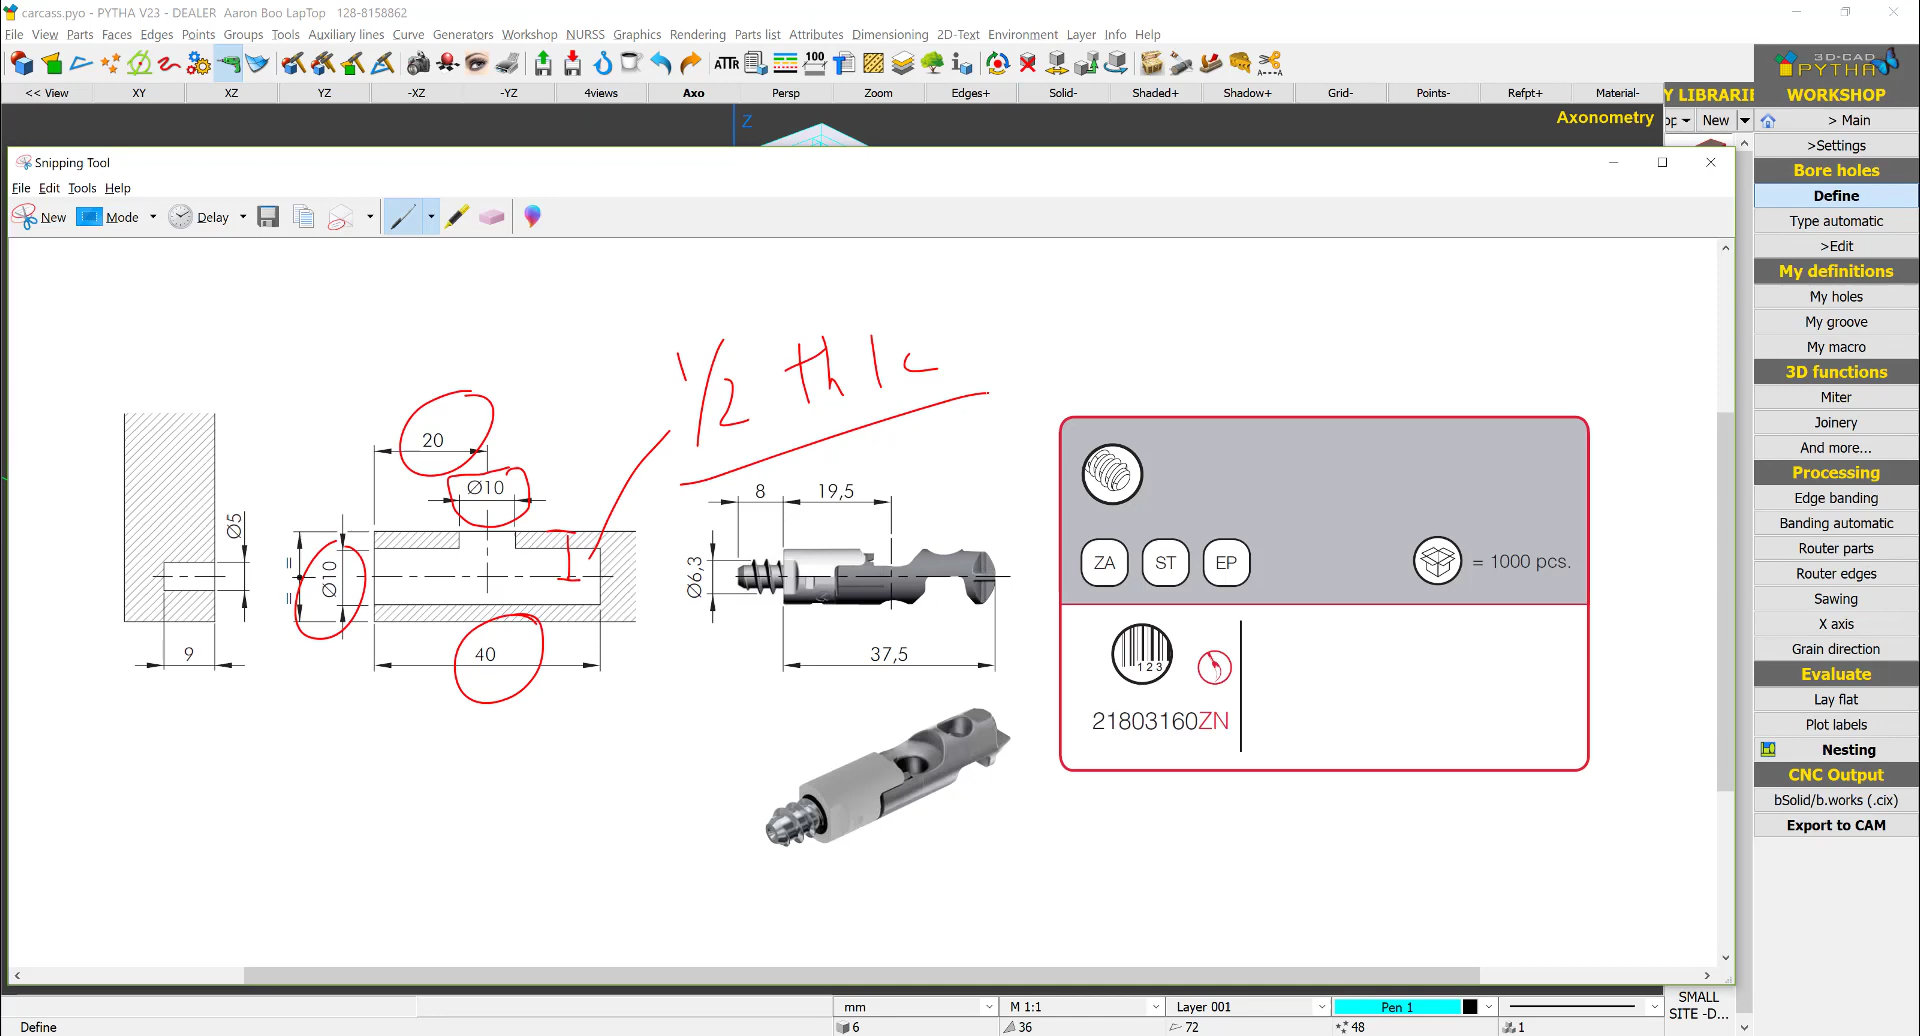 carcass.pyo - PYTHA V23 - DEALER Aaron Boo LapTop 128-8158862
File View Parts Faces Edges Points Groups Tools Auxiliary lines Curve Generators Workshop NURSS Graphics Rendering Parts list Attributes Dimensioning 2D-Text Environment Layer Info Help
ATTR 100 A---A
3D-CAD
PYTHA
<< View XY XZ YZ -XZ -YZ 4views Axo Persp Zoom Edges+ Solid- Shaded+ Shadow+ Grid- Points- Refpt+ Material-
Y LIBRARIE
WORKSHOP
Z
Axonometry
op New
> Main
>Settings
Bore holes
Define
Type automatic
>Edit
My definitions
My holes
My groove
My macro
3D functions
Miter
Joinery
And more...
Processing
Edge banding
Banding automatic
Router parts
Router edges
Sawing
X axis
Grain direction
Evaluate
Lay flat
Plot labels
Nesting
CNC Output
bSolid/b.works (.cix)
Export to CAM
Snipping Tool
File Edit Tools Help
New Mode Delay
1/2 thk
20
Ø10
Ø5
= =
Ø10
9
40
8 19,5
Ø6,3
37,5
ZA ST EP
= 1000 pcs.
123
21803160ZN
mm M 1:1 Layer 001 Pen 1
SMALL
SITE -D...
Define 6 36 72 48 1